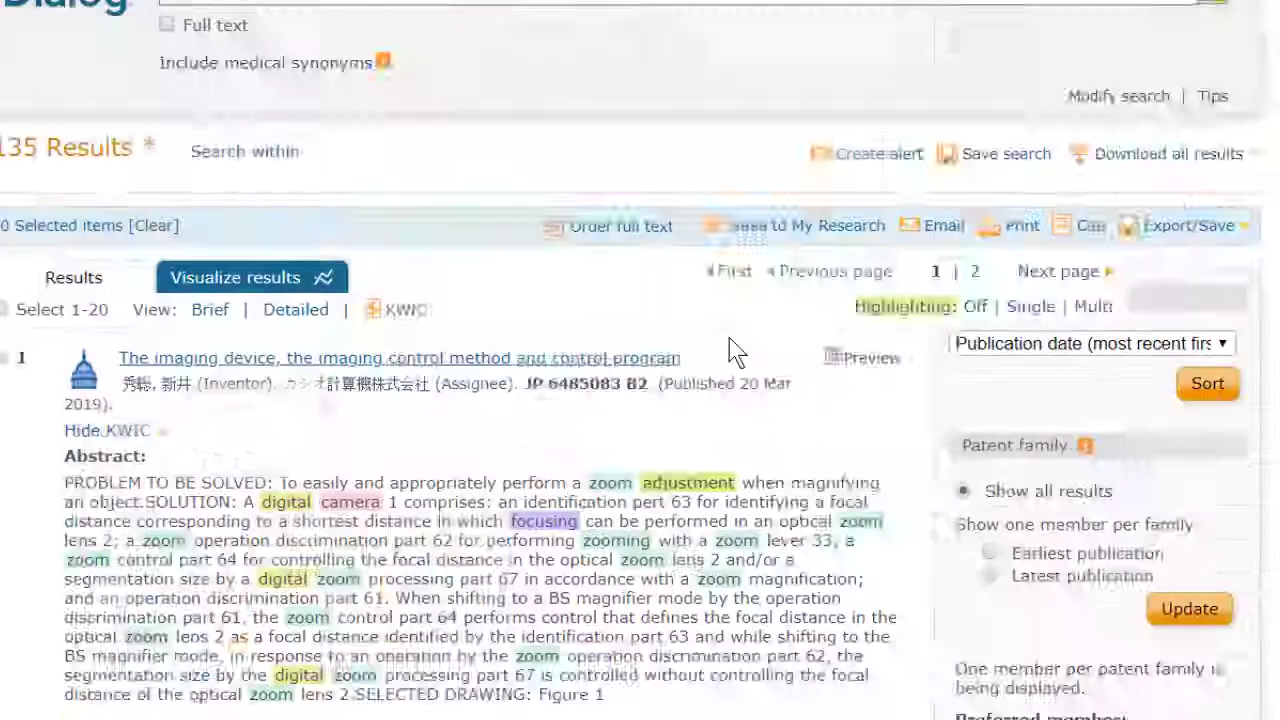 Dialog
Full text
Include medical synonyms
Modify search | Tips
135 Results *
Search within
Create alert
Save search
Download all results
0 Selected items [Clear]
Order full text
to My Research
Email
Print
Cite
Export/Save
Results
Visualize results
First
Previous page
1 | 2
Next page
Select 1-20
View: Brief | Detailed | KWIC
Highlighting: Off | Single | Multi
1
The imaging device, the imaging control method and control program
Preview
秀聡, 新井 (Inventor). カシオ計算機株式会社 (Assignee). JP 6485083 B2 (Published 20 Mar
2019).
Hide KWIC
Abstract:
PROBLEM TO BE SOLVED: To easily and appropriately perform a zoom adjustment when magnifying
an object.SOLUTION: A digital camera 1 comprises: an identification part 63 for identifying a focal
distance corresponding to a shortest distance in which focusing can be performed in an optical zoom
lens 2; a zoom operation discrimination part 62 for performing zooming with a zoom lever 33, a
zoom control part 64 for controlling the focal distance in the optical zoom lens 2 and/or a
segmentation size by a digital zoom processing part 67 in accordance with a zoom magnification;
and an operation discrimination part 61. When shifting to a BS magnifier mode by the operation
discrimination part 61, the zoom control part 64 performs control that defines the focal distance in the
optical zoom lens 2 as a focal distance identified by the identification part 63 and while shifting to the
BS magnifier mode, in response to an operation by the zoom operation discrimination part 62, the
segmentation size by the digital zoom processing part 67 is controlled without controlling the focal
distance of the optical zoom lens 2.SELECTED DRAWING: Figure 1
Publication date (most recent firs
Sort
Patent family
Show all results
Show one member per family
Earliest publication
Latest publication
Update
One member per patent family is
being displayed.
Preferred member: